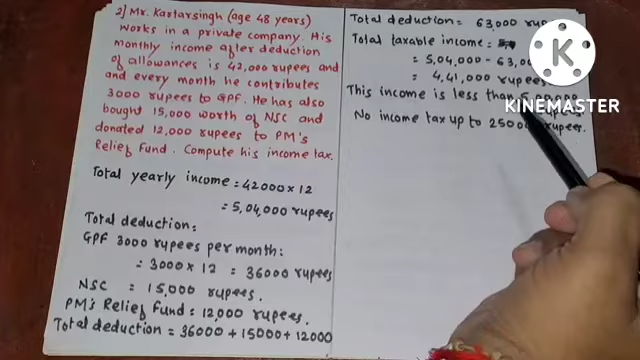 2] Mr. Kartarsingh (age 48 years)
works in a private company. His
monthly income after deduction
of allowances is 42,000 rupees and
and every month he contributes
3000 rupees to GPF. He has also
bought 15,000 worth of NSC and
donated 12,000 rupees to PM's
Relief Fund. Compute his income tax.
Total yearly income = 42000 x 12
= 5,04,000 rupees
Total deduction:
GPF 3000 rupees per month:
= 3000 x 12 = 36000 rupees
NSC = 15,000 rupees.
PM's Relief Fund = 12,000 rupees.
Total deduction = 36000 + 15000 + 12000
Total deduction = 63,000
Total taxable income =
= 5,04,000 - 63,
= 4,41,000 rupees
This income is less than
No income tax up to rupees.
K
KINEMASTER